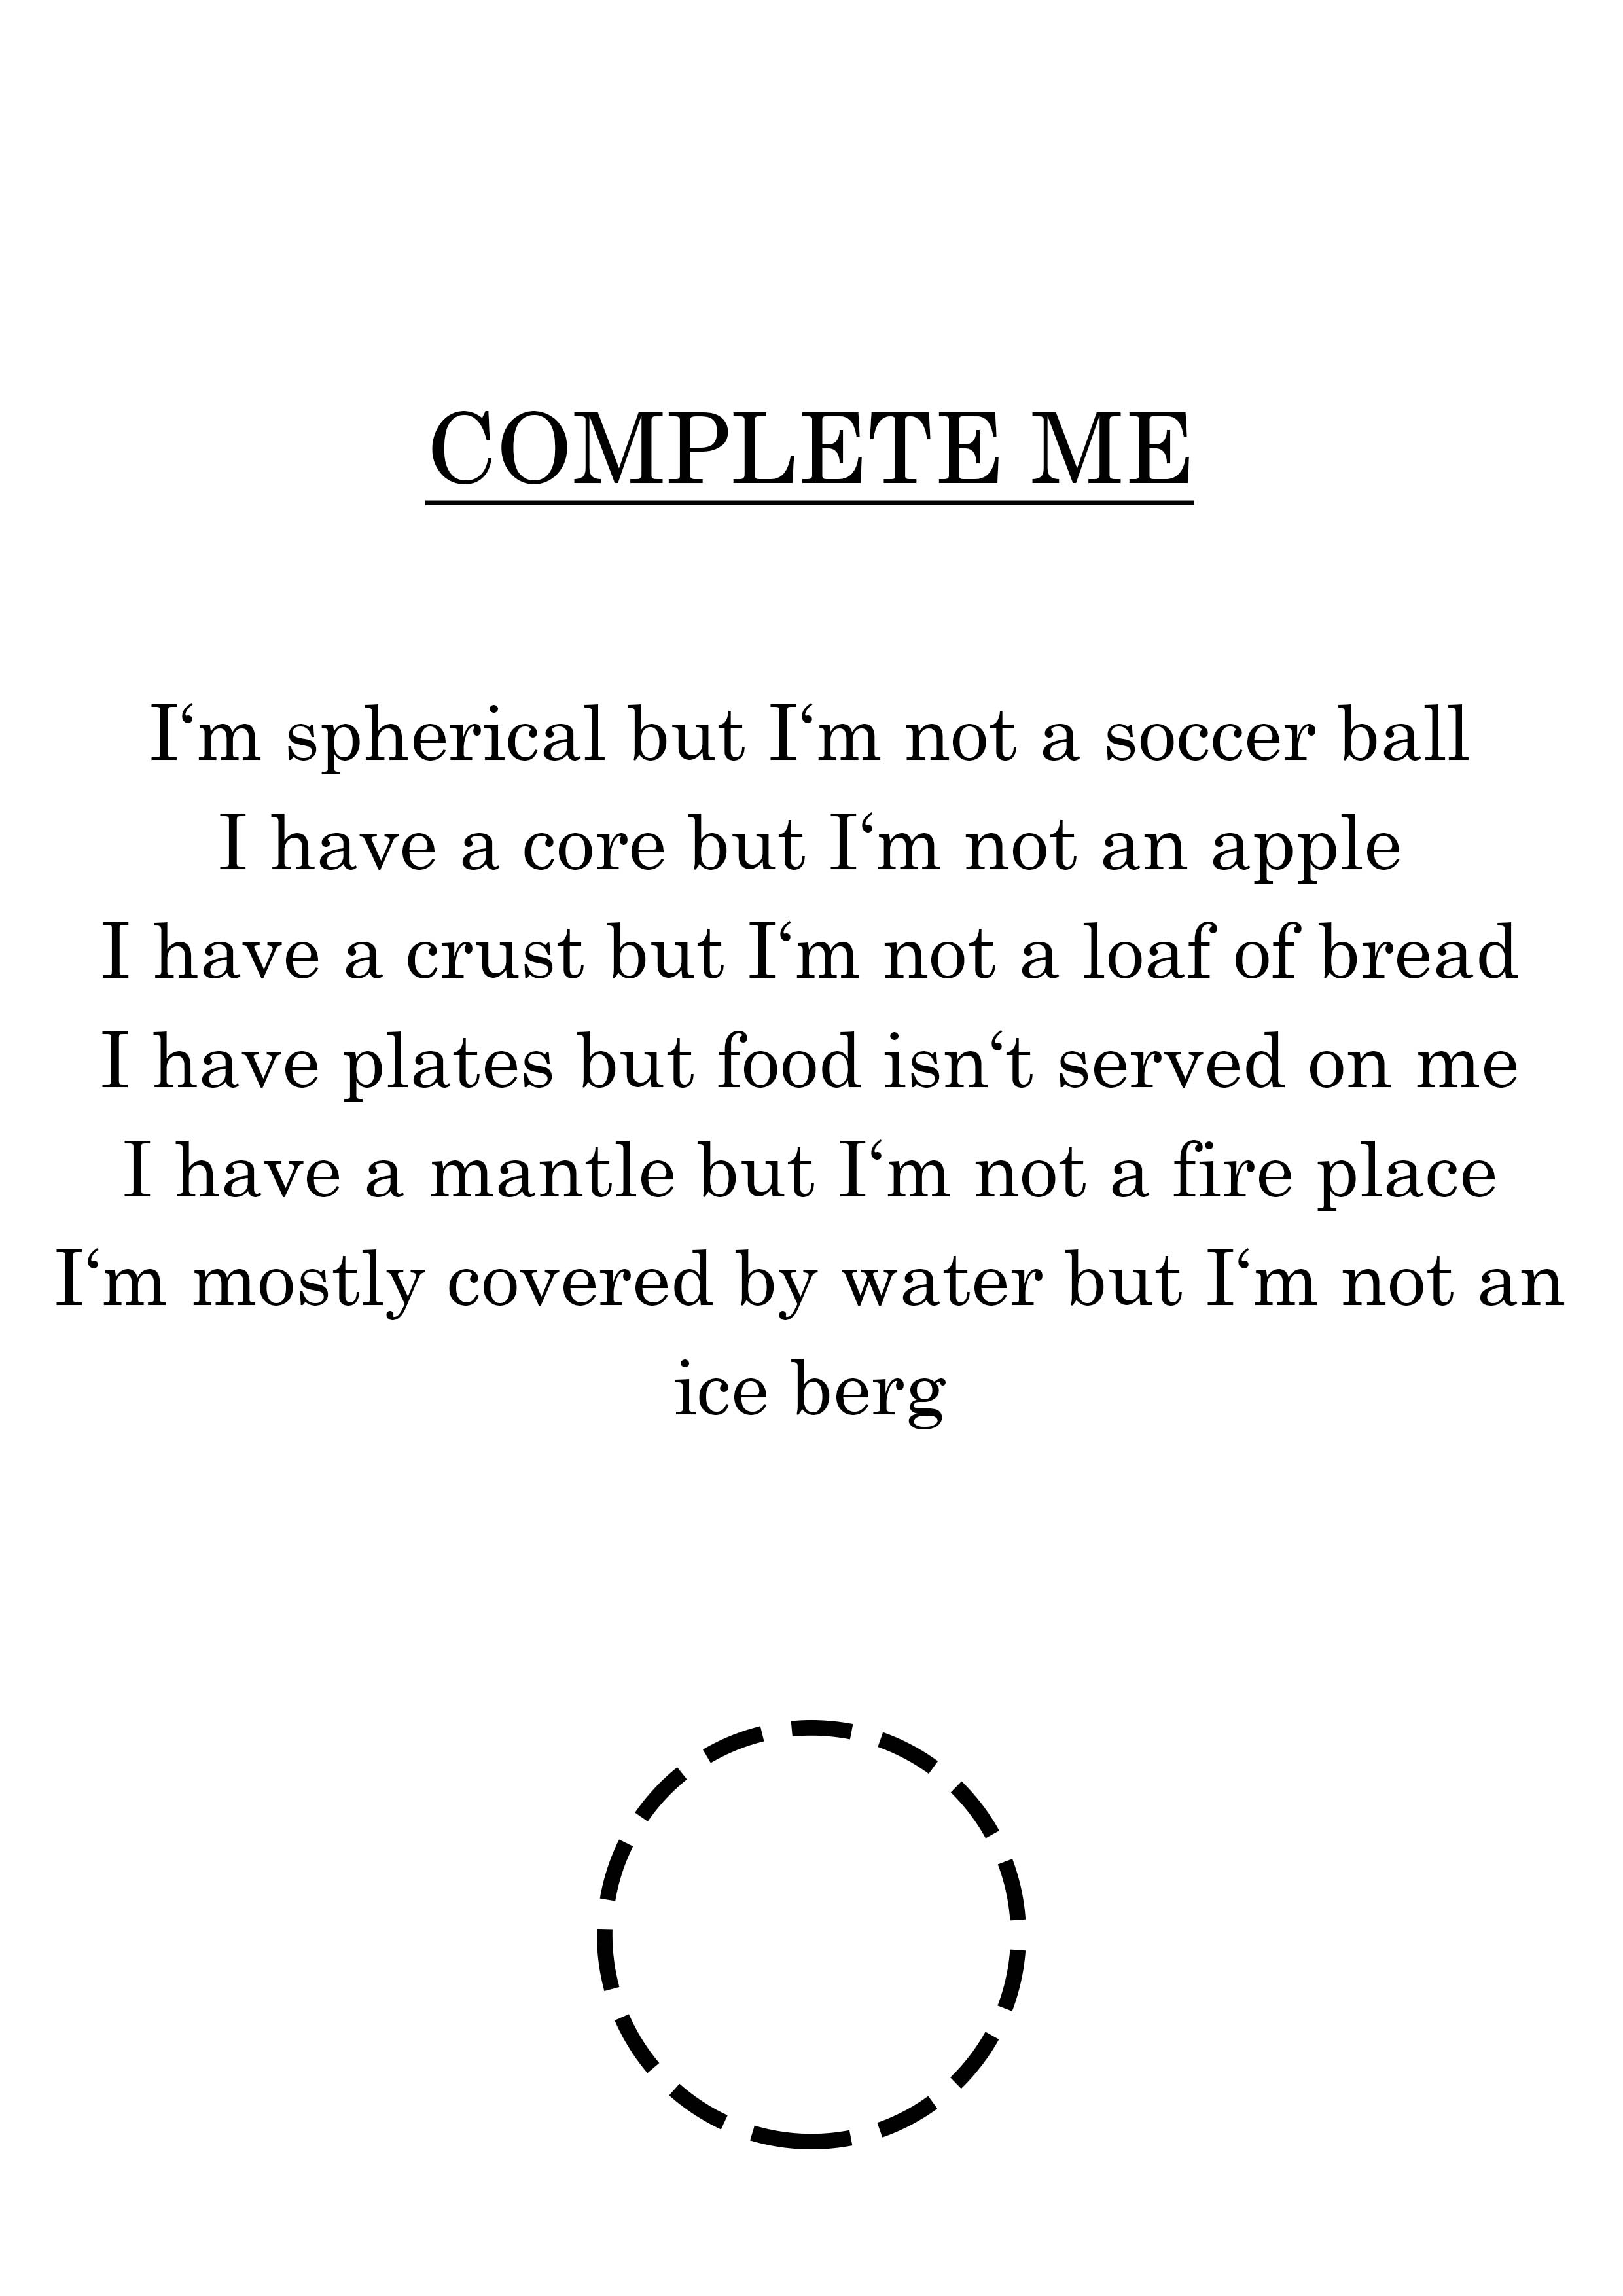 COMPLETE ME
I‘m spherical but I‘m not a soccer ball
I have a core but I‘m not an apple
I have a crust but I‘m not a loaf of bread
I have plates but food isn‘t served on me
I have a mantle but I‘m not a fire place
I‘m mostly covered by water but I‘m not an
ice berg